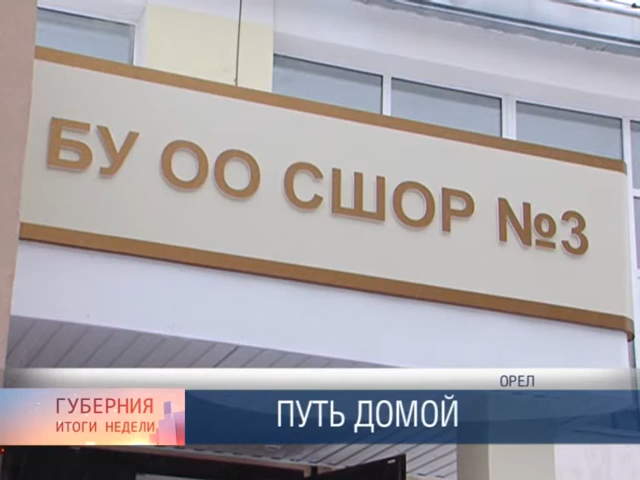 БУ ОО СШОР №3
ОРЕЛ
ГУБЕРНИЯ
ИТОГИ НЕДЕЛИ
ПУТЬ ДОМОЙ